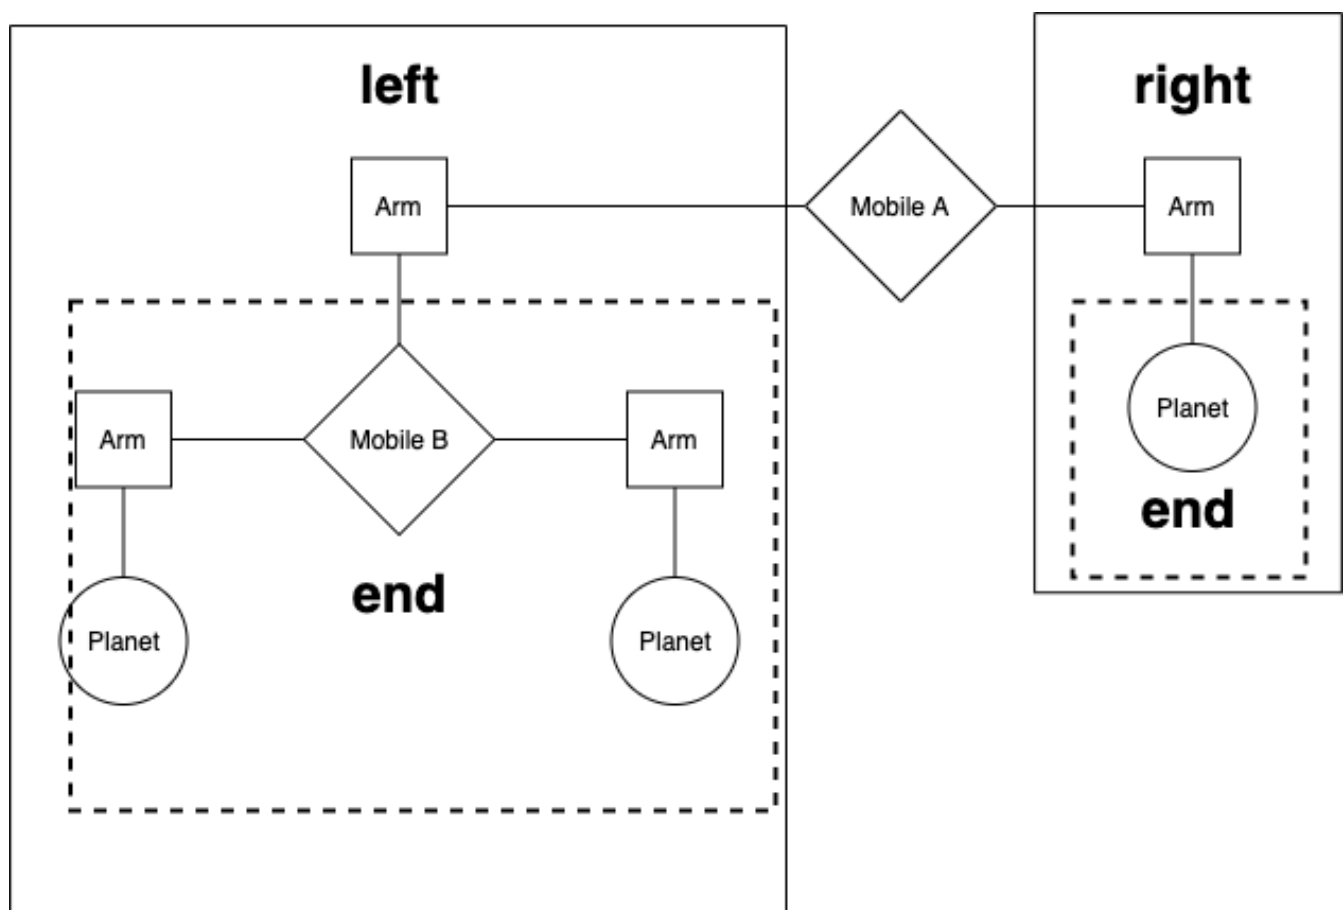 left
right
Arm
Mobile A
Arm
Arm
Mobile B
Arm
Planet
end
end
Planet
Planet